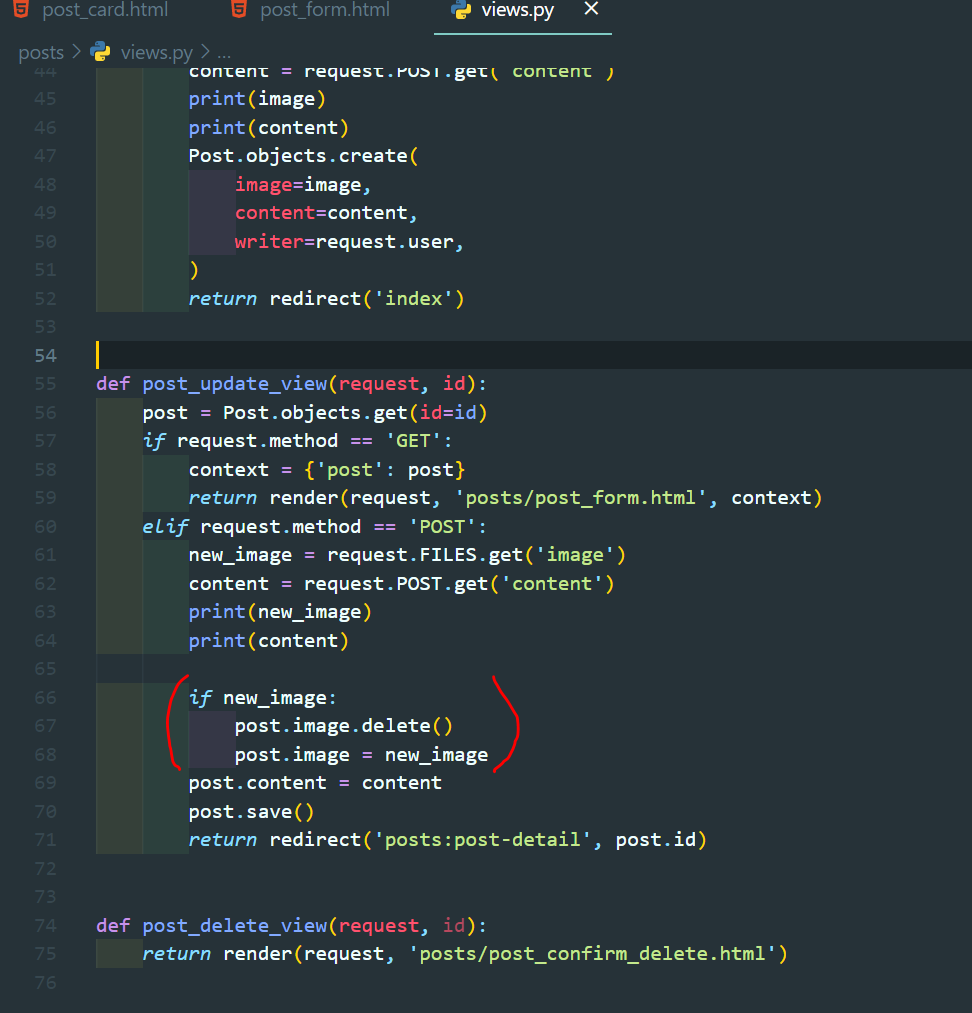 post_card.html post_form.html views.py ×
posts > views.py > ...
44 content = request.POST.get('content')
45 print(image)
46 print(content)
47 Post.objects.create(
48 image=image,
49 content=content,
50 writer=request.user,
51 )
52 return redirect('index')
53
54
55 def post_update_view(request, id):
56 post = Post.objects.get(id=id)
57 if request.method == 'GET':
58 context = {'post': post}
59 return render(request, 'posts/post_form.html', context)
60 elif request.method == 'POST':
61 new_image = request.FILES.get('image')
62 content = request.POST.get('content')
63 print(new_image)
64 print(content)
65
66 if new_image:
67 post.image.delete()
68 post.image = new_image
69 post.content = content
70 post.save()
71 return redirect('posts:post-detail', post.id)
72
73
74 def post_delete_view(request, id):
75 return render(request, 'posts/post_confirm_delete.html')
76